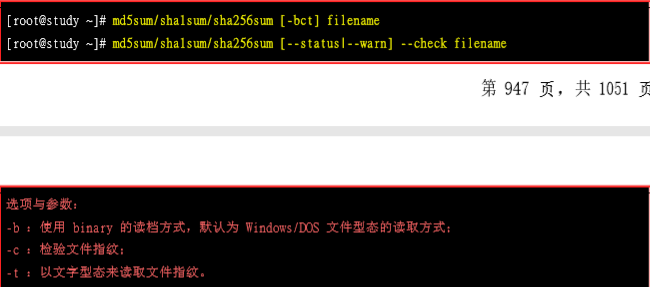 [root@study ~]# md5sum/sha1sum/sha256sum [-bct] filename
[root@study ~]# md5sum/sha1sum/sha256sum [--status|--warn] --check filename
第 947 页，共 1051 页
选项与参数：
-b ：使用 binary 的读档方式，默认为 Windows/DOS 文件型态的读取方式；
-c ：检验文件指纹；
-t ：以文字型态来读取文件指纹。